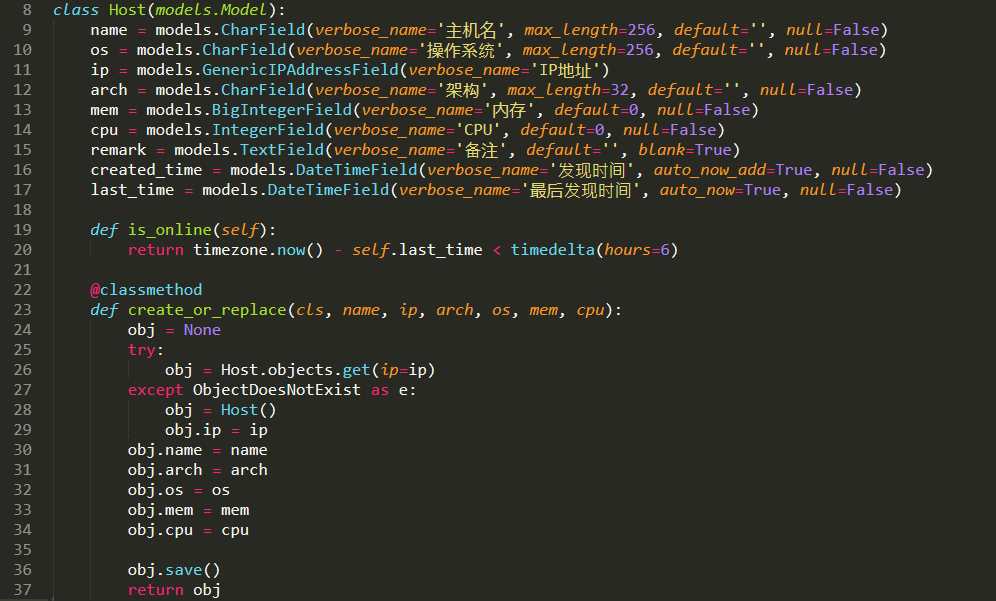 8 class Host(models.Model):
9     name = models.CharField(verbose_name='主机名', max_length=256, default='', null=False)
10     os = models.CharField(verbose_name='操作系统', max_length=256, default='', null=False)
11     ip = models.GenericIPAddressField(verbose_name='IP地址')
12     arch = models.CharField(verbose_name='架构', max_length=32, default='', null=False)
13     mem = models.BigIntegerField(verbose_name='内存', default=0, null=False)
14     cpu = models.IntegerField(verbose_name='CPU', default=0, null=False)
15     remark = models.TextField(verbose_name='备注', default='', blank=True)
16     created_time = models.DateTimeField(verbose_name='发现时间', auto_now_add=True, null=False)
17     last_time = models.DateTimeField(verbose_name='最后发现时间', auto_now=True, null=False)
18
19     def is_online(self):
20         return timezone.now() - self.last_time < timedelta(hours=6)
21
22     @classmethod
23     def create_or_replace(cls, name, ip, arch, os, mem, cpu):
24         obj = None
25         try:
26             obj = Host.objects.get(ip=ip)
27         except ObjectDoesNotExist as e:
28             obj = Host()
29             obj.ip = ip
30         obj.name = name
31         obj.arch = arch
32         obj.os = os
33         obj.mem = mem
34         obj.cpu = cpu
35
36         obj.save()
37         return obj